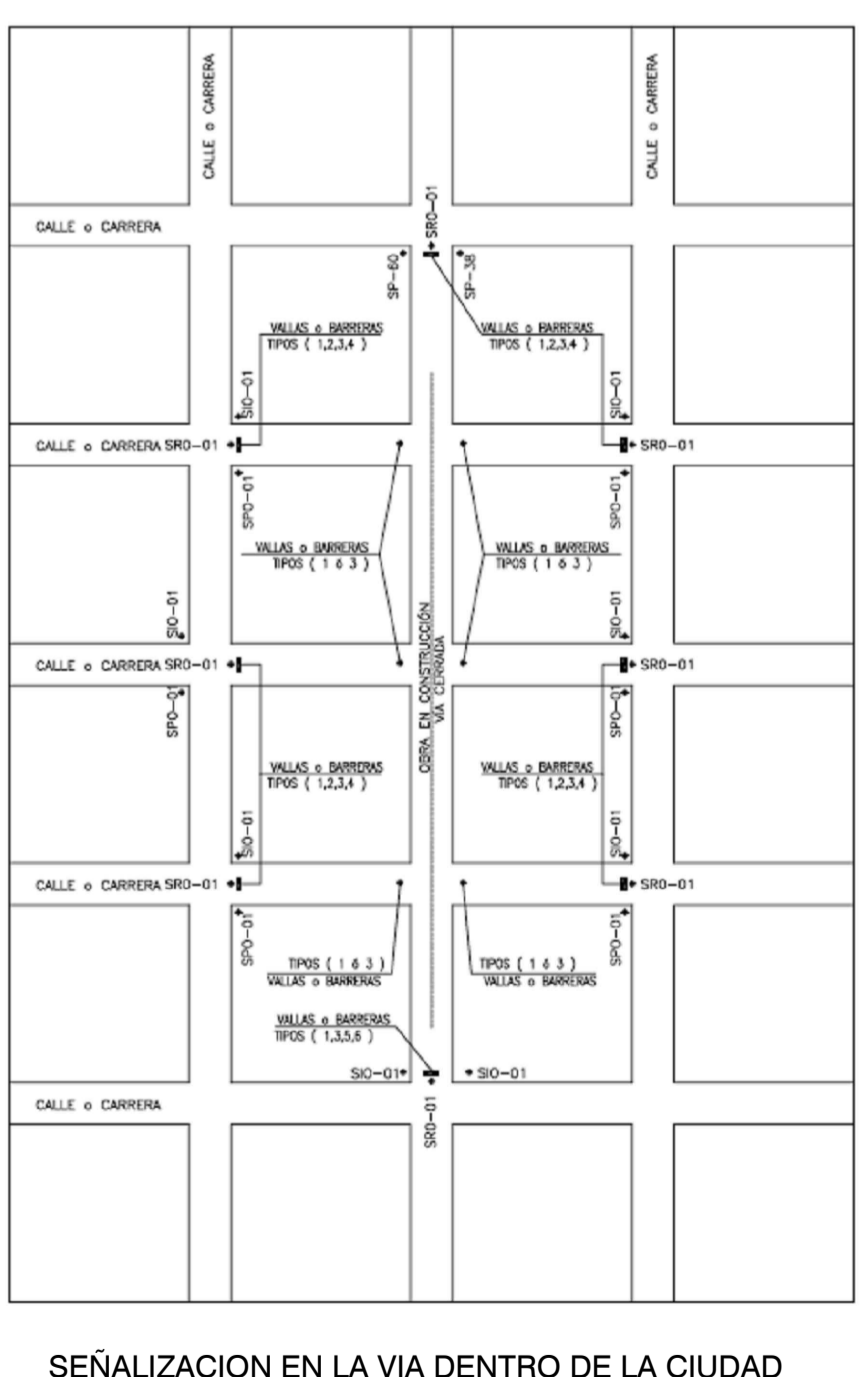 CALLE o CARRERA
CALLE o CARRERA
CALLE o CARRERA
SRO-01
SP-60
SP-38
VALLAS o BARRERAS
TIPOS ( 1,2,3,4 )
VALLAS o BARRERAS
TIPOS ( 1,2,3,4 )
SIO-01
SIO-01
CALLE o CARRERA SRO-01
SRO-01
SPO-01
SPO-01
VALLAS o BARRERAS
TIPOS ( 1 ó 3 )
VALLAS o BARRERAS
TIPOS ( 1 ó 3 )
SIO-01
SIO-01
OBRA EN CONSTRUCCIÓN
VÍA CERRADA
CALLE o CARRERA SRO-01
SRO-01
SPO-01
SPO-01
VALLAS o BARRERAS
TIPOS ( 1,2,3,4 )
VALLAS o BARRERAS
TIPOS ( 1,2,3,4 )
SIO-01
SIO-01
CALLE o CARRERA SRO-01
SRO-01
SPO-01
SPO-01
TIPOS ( 1 ó 3 )
VALLAS o BARRERAS
TIPOS ( 1 ó 3 )
VALLAS o BARRERAS
VALLAS o BARRERAS
TIPOS ( 1,3,5,6 )
SIO-01
SIO-01
CALLE o CARRERA
SRO-01
SEÑALIZACION EN LA VIA DENTRO DE LA CIUDAD